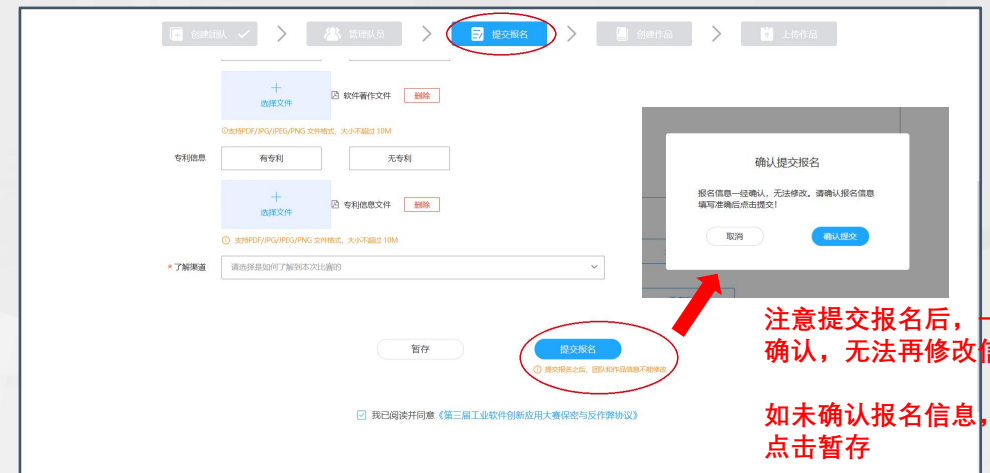 创建团队
管理队员
提交报名
创建作品
上传作品
选择文件
软件著作文件
删除
支持PDF/JPG/JPEG/PNG 文件格式，大小不超过 10M
专利信息
有专利
无专利
选择文件
专利信息文件
删除
支持PDF/JPG/JPEG/PNG 文件格式，大小不超过 10M
* 了解渠道
请选择是如何了解到本次比赛的
暂存
提交报名
提交报名之后，团队和作品信息不能修改
我已阅读并同意《第三届工业软件创新应用大赛保密与反作弊协议》
确认提交报名
报名信息一经确认，无法修改。请确认报名信息
填写准确后点击提交！
取消
确认提交
注意提交报名后，一
确认，无法再修改信
如未确认报名信息，
点击暂存